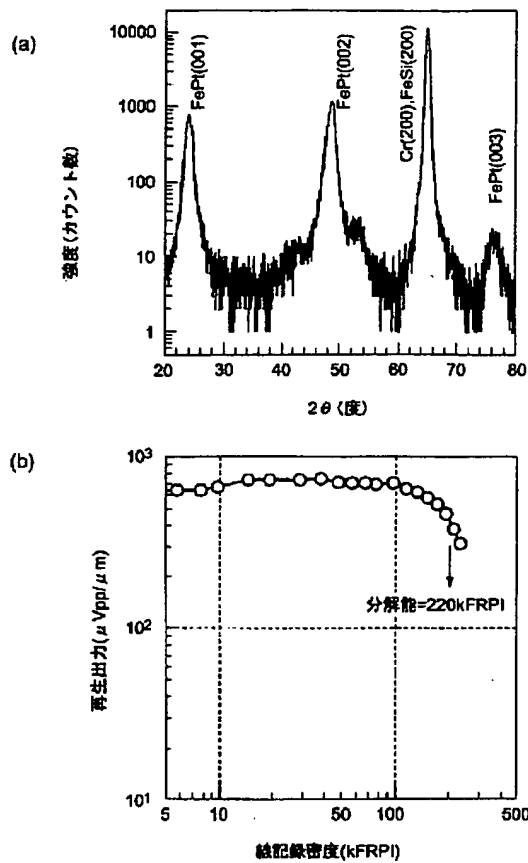 (a)
10000
1000
100
10
1
強度(カウント数)
FePt(001)
FePt(002)
Cr(200),FeSi(200)
FePt(003)
20 30 40 50 60 70 80
2θ(度)
(b)
10³
10²
10¹
再生出力(μVpp/μm)
分解能=220kFRPI
5 10 50 100 500
線記録密度(kFRPI)